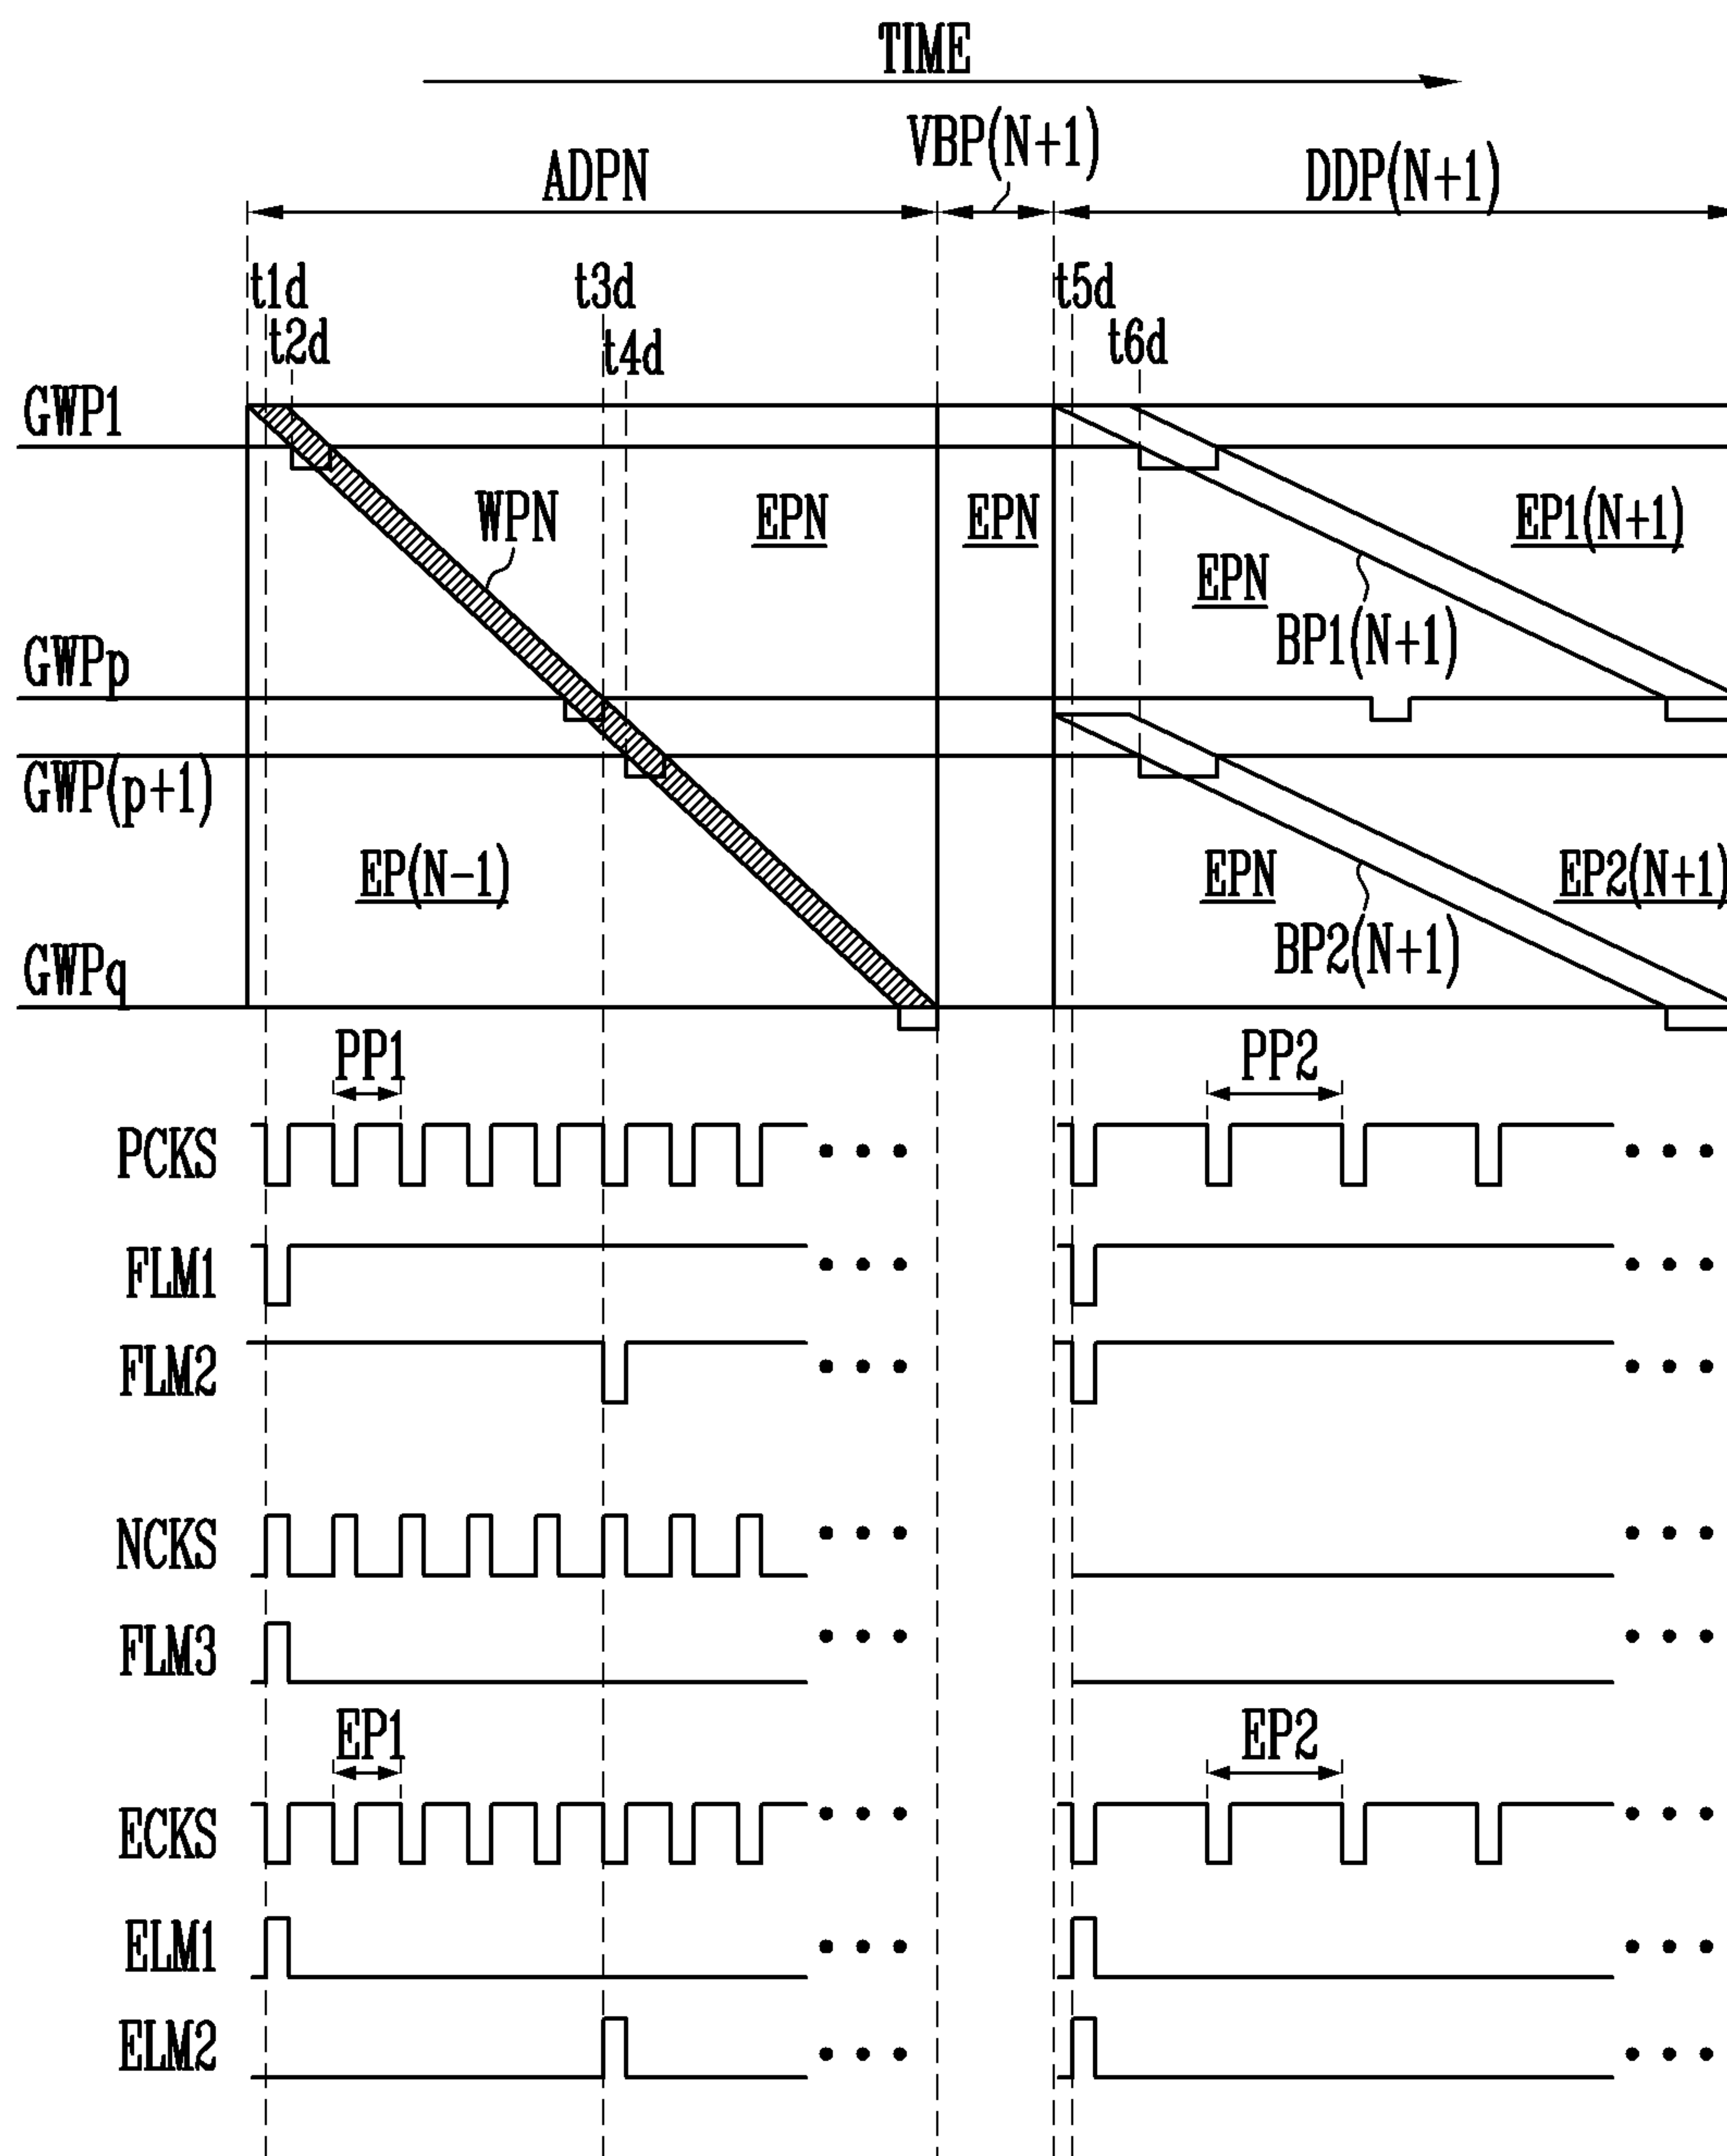 TIME
VBP(N+1)
ADPN
DDP(N+1)
t1d
t3d
t5d
t2d
t4d
t6d
GWP1
WPN
EPN
EPN
EP1(N+1)
EPN
BP1(N+1)
GWPp
GWP(p+1)
EP(N-1)
EPN
EP2(N+1)
BP2(N+1)
GWPq
PP1
PP2
PCKS
FLM1
FLM2
NCKS
FLM3
EP1
EP2
ECKS
ELM1
ELM2